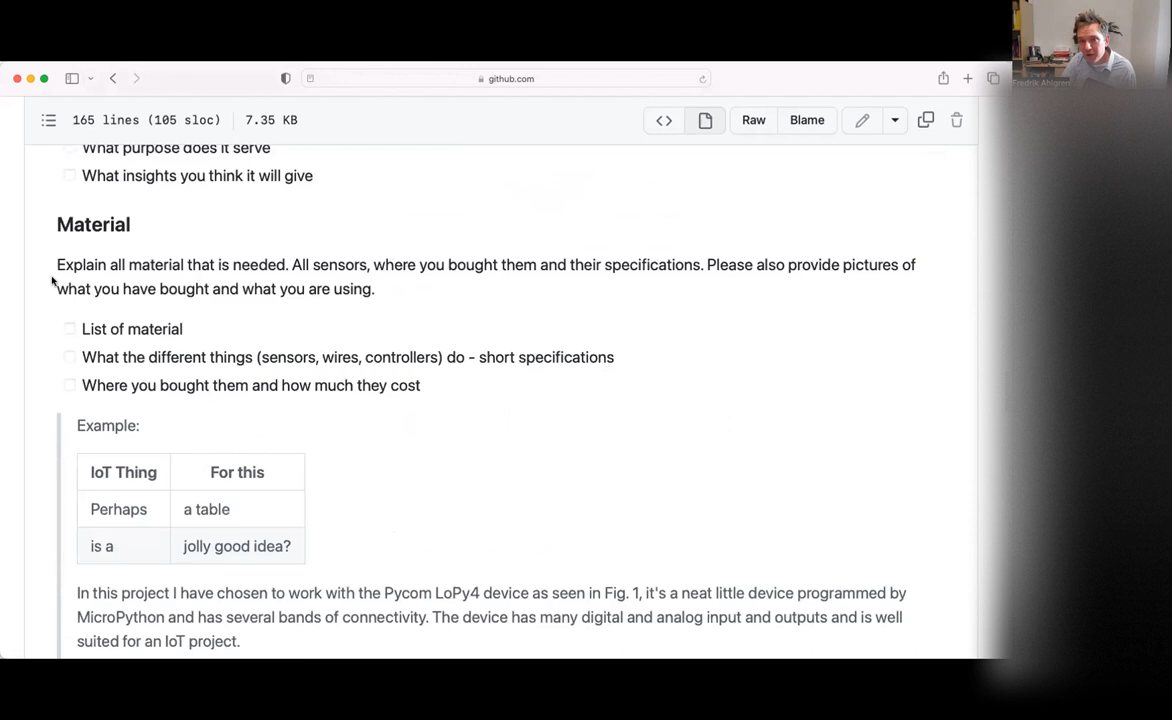 github.com
Fredrik Ahlgren
165 lines (105 sloc) 7.35 KB
Raw
Blame
What purpose does it serve
What insights you think it will give
Material
Explain all material that is needed. All sensors, where you bought them and their specifications. Please also provide pictures of
what you have bought and what you are using.
List of material
What the different things (sensors, wires, controllers) do - short specifications
Where you bought them and how much they cost
Example:
IoT Thing For this
Perhaps a table
is a jolly good idea?
In this project I have chosen to work with the Pycom LoPy4 device as seen in Fig. 1, it's a neat little device programmed by
MicroPython and has several bands of connectivity. The device has many digital and analog input and outputs and is well
suited for an IoT project.